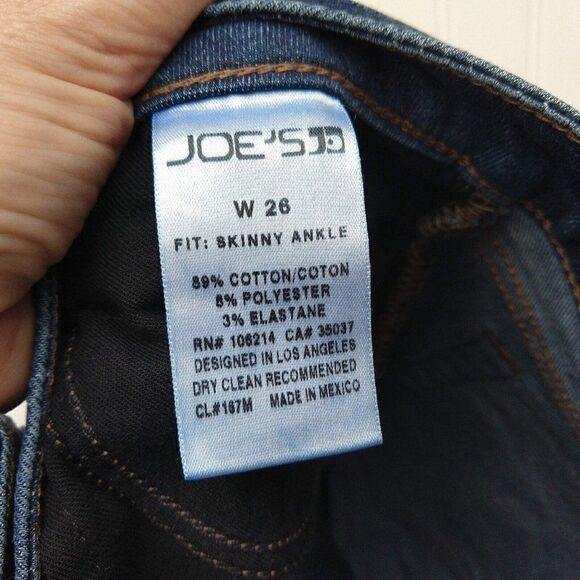 JOE'S JD
W 26
FIT: SKINNY ANKLE
89% COTTON/COTON
8% POLYESTER
3% ELASTANE
RN# 106214 CA# 35037
DESIGNED IN LOS ANGELES
DRY CLEAN RECOMMENDED
CL#167M MADE IN MEXICO